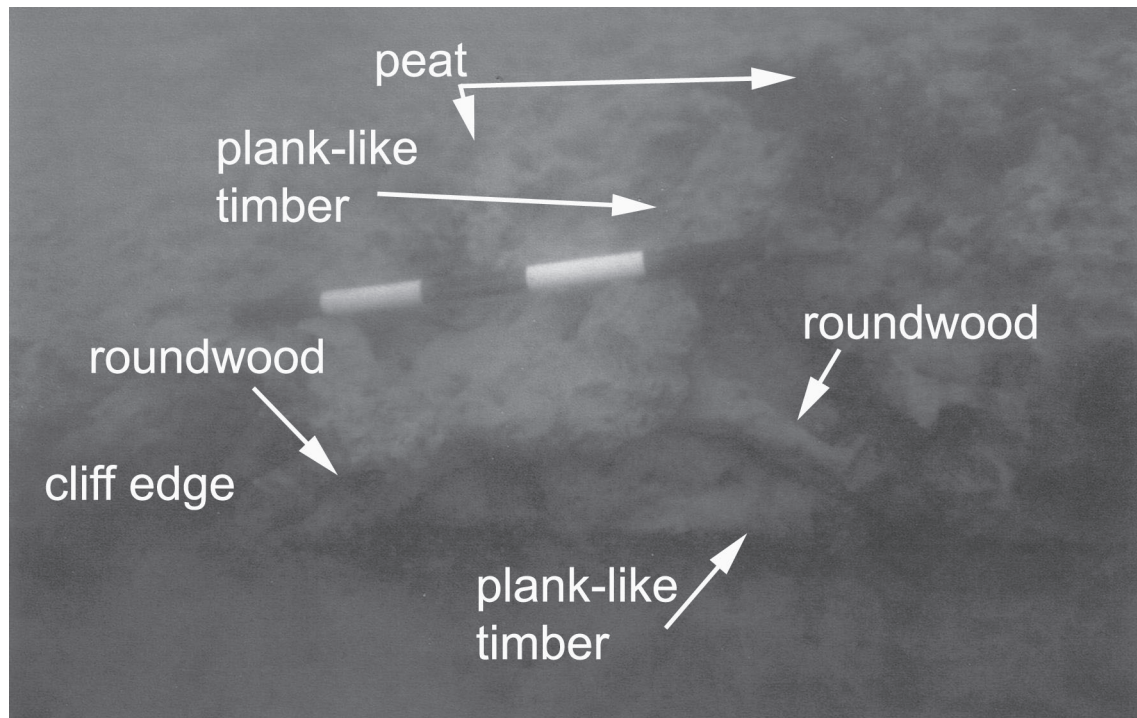 peat
plank-like
timber
roundwood
roundwood
cliff edge
plank-like
timber